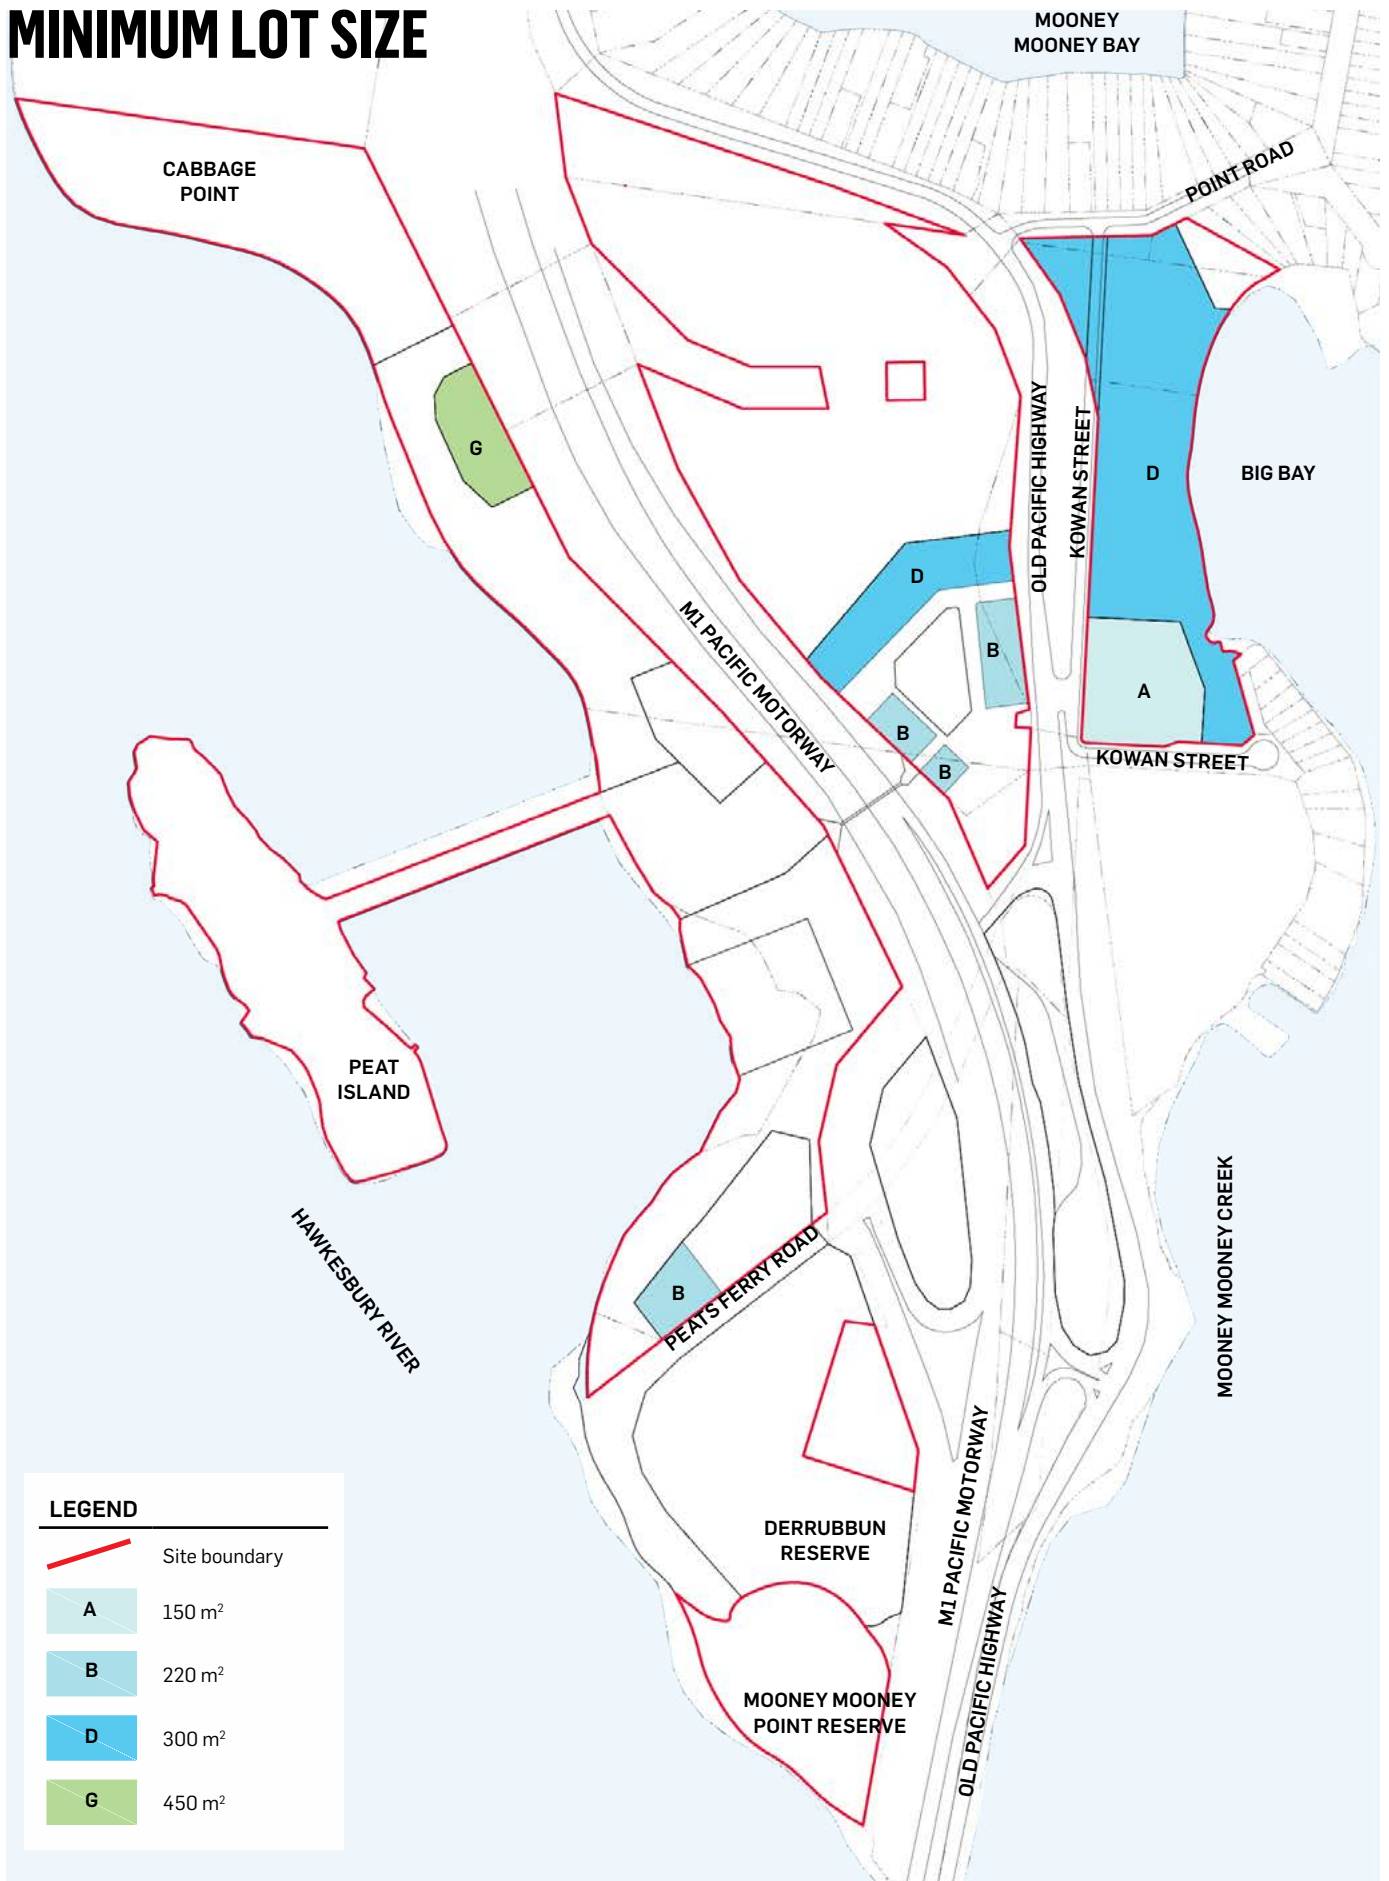 MINIMUM LOT SIZE
MOONEY
MOONEY BAY
CABBAGE
POINT
POINT ROAD
OLD PACIFIC HIGHWAY
KOWAN STREET
G
D
BIG BAY
D
B
M1 PACIFIC MOTORWAY
A
B
B
KOWAN STREET
PEAT
ISLAND
HAWKESBURY RIVER
MOONEY MOONEY CREEK
B
PEATS FERRY ROAD
M1 PACIFIC MOTORWAY
DERRUBBUN
RESERVE
OLD PACIFIC HIGHWAY
MOONEY MOONEY
POINT RESERVE
LEGEND
Site boundary
A 150 m²
B 220 m²
D 300 m²
G 450 m²